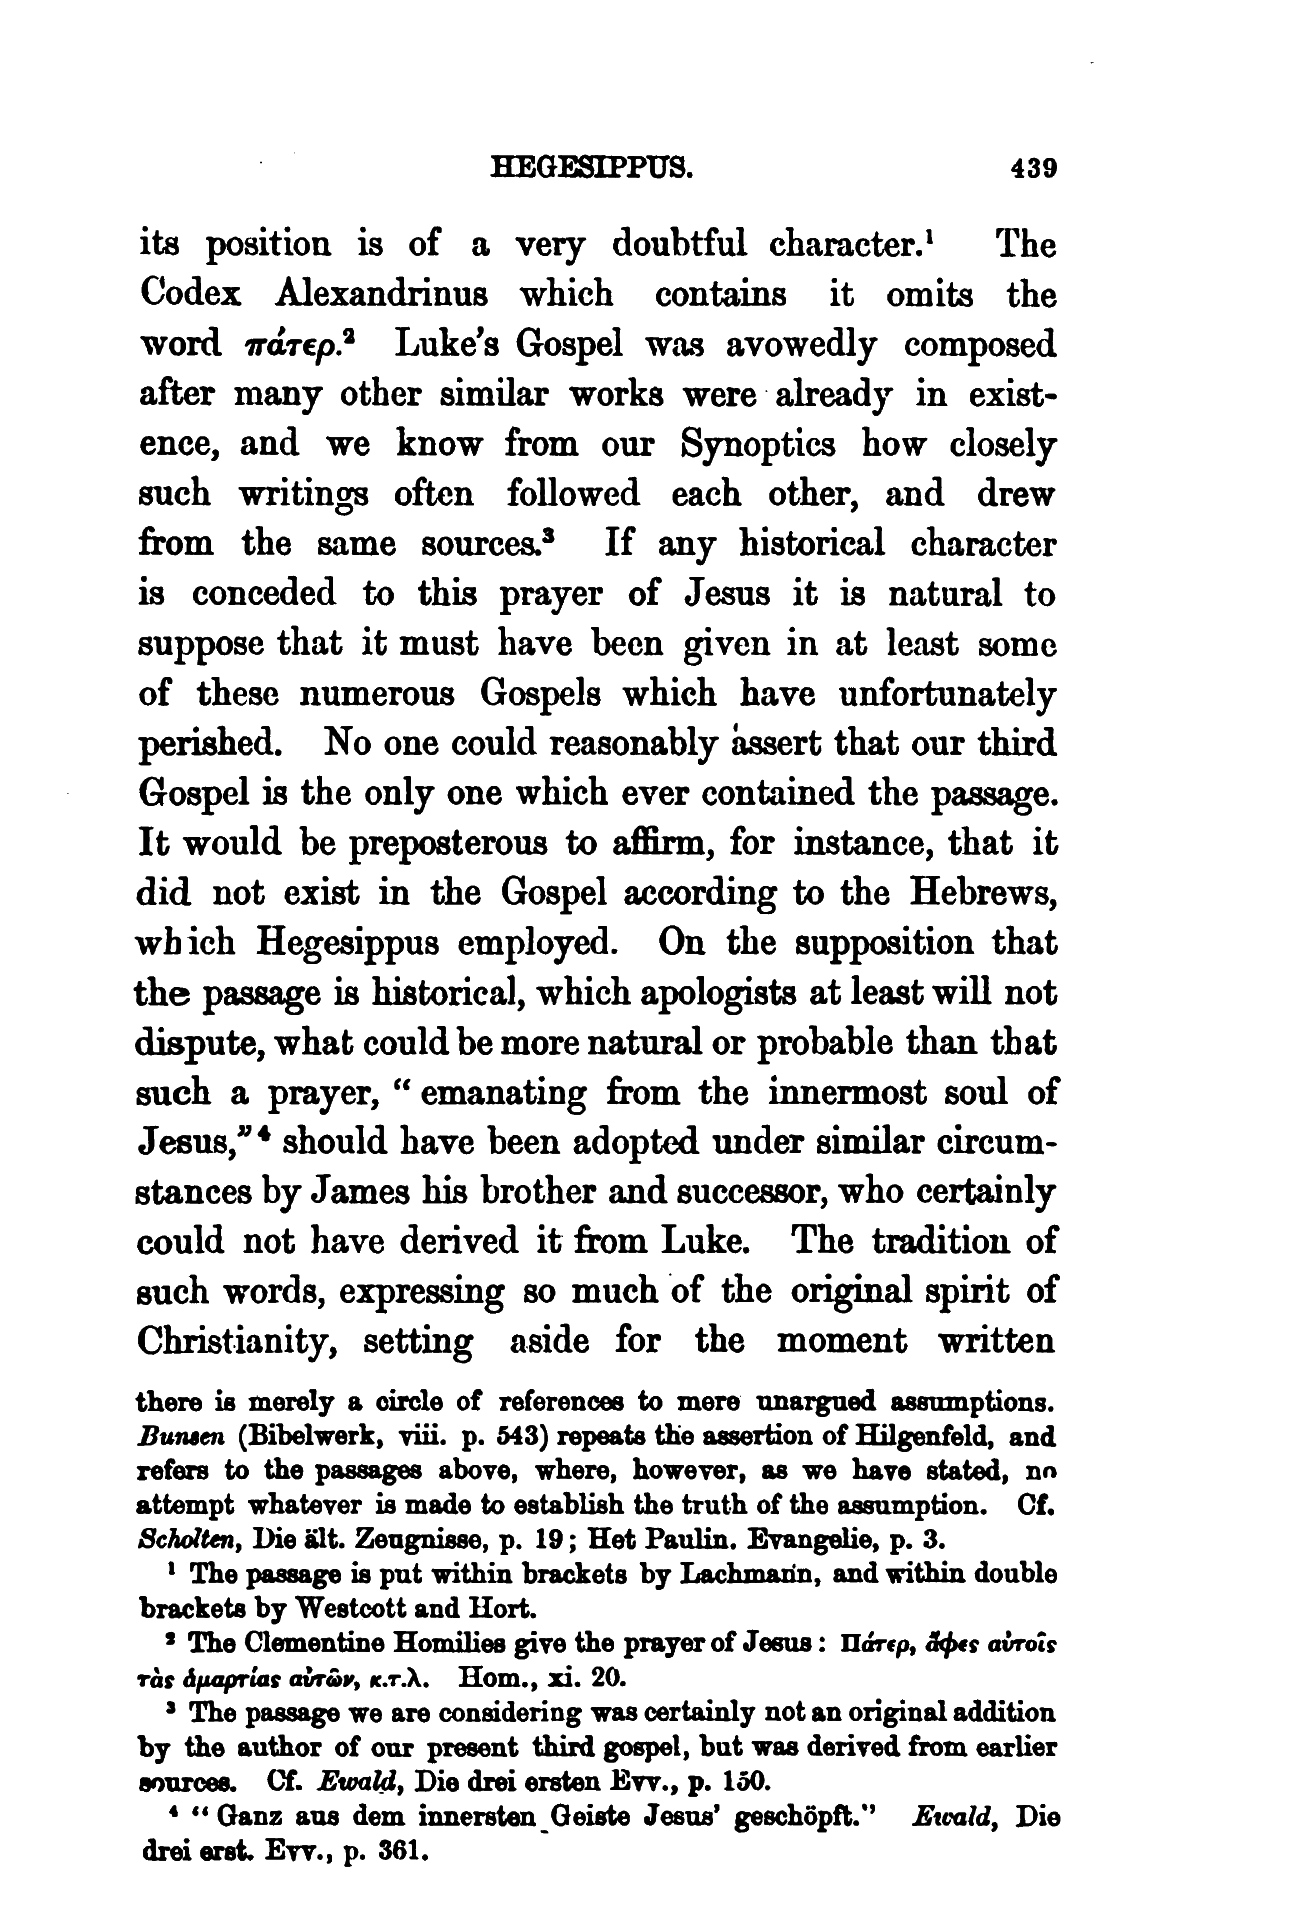 HEGESIPPUS. 439
its position is of a very doubtful character.¹ The
Codex Alexandrinus which contains it omits the
word πάτερ.² Luke's Gospel was avowedly composed
after many other similar works were already in exist-
ence, and we know from our Synoptics how closely
such writings often followed each other, and drew
from the same sources.³ If any historical character
is conceded to this prayer of Jesus it is natural to
suppose that it must have been given in at least some
of these numerous Gospels which have unfortunately
perished. No one could reasonably assert that our third
Gospel is the only one which ever contained the passage.
It would be preposterous to affirm, for instance, that it
did not exist in the Gospel according to the Hebrews,
which Hegesippus employed. On the supposition that
the passage is historical, which apologists at least will not
dispute, what could be more natural or probable than that
such a prayer, "emanating from the innermost soul of
Jesus,"⁴ should have been adopted under similar circum-
stances by James his brother and successor, who certainly
could not have derived it from Luke. The tradition of
such words, expressing so much of the original spirit of
Christianity, setting aside for the moment written
there is merely a circle of references to mere unargued assumptions.
Bunsen (Bibelwerk, viii. p. 543) repeats the assertion of Hilgenfeld, and
refers to the passages above, where, however, as we have stated, no
attempt whatever is made to establish the truth of the assumption. Cf.
Scholten, Die ält. Zeugnisse, p. 19; Het Paulin. Evangelie, p. 3.
¹ The passage is put within brackets by Lachmann, and within double
brackets by Westcott and Hort.
² The Clementine Homilies give the prayer of Jesus: Πάτερ, ἄφες αὐτοῖς
τὰς ἁμαρτίας αὐτῶν, κ.τ.λ. Hom., xi. 20.
³ The passage we are considering was certainly not an original addition
by the author of our present third gospel, but was derived from earlier
sources. Cf. Ewald, Die drei ersten Evv., p. 150.
⁴ "Ganz aus dem innersten Geiste Jesus' geschöpft." Ewald, Die
drei erst. Evv., p. 361.